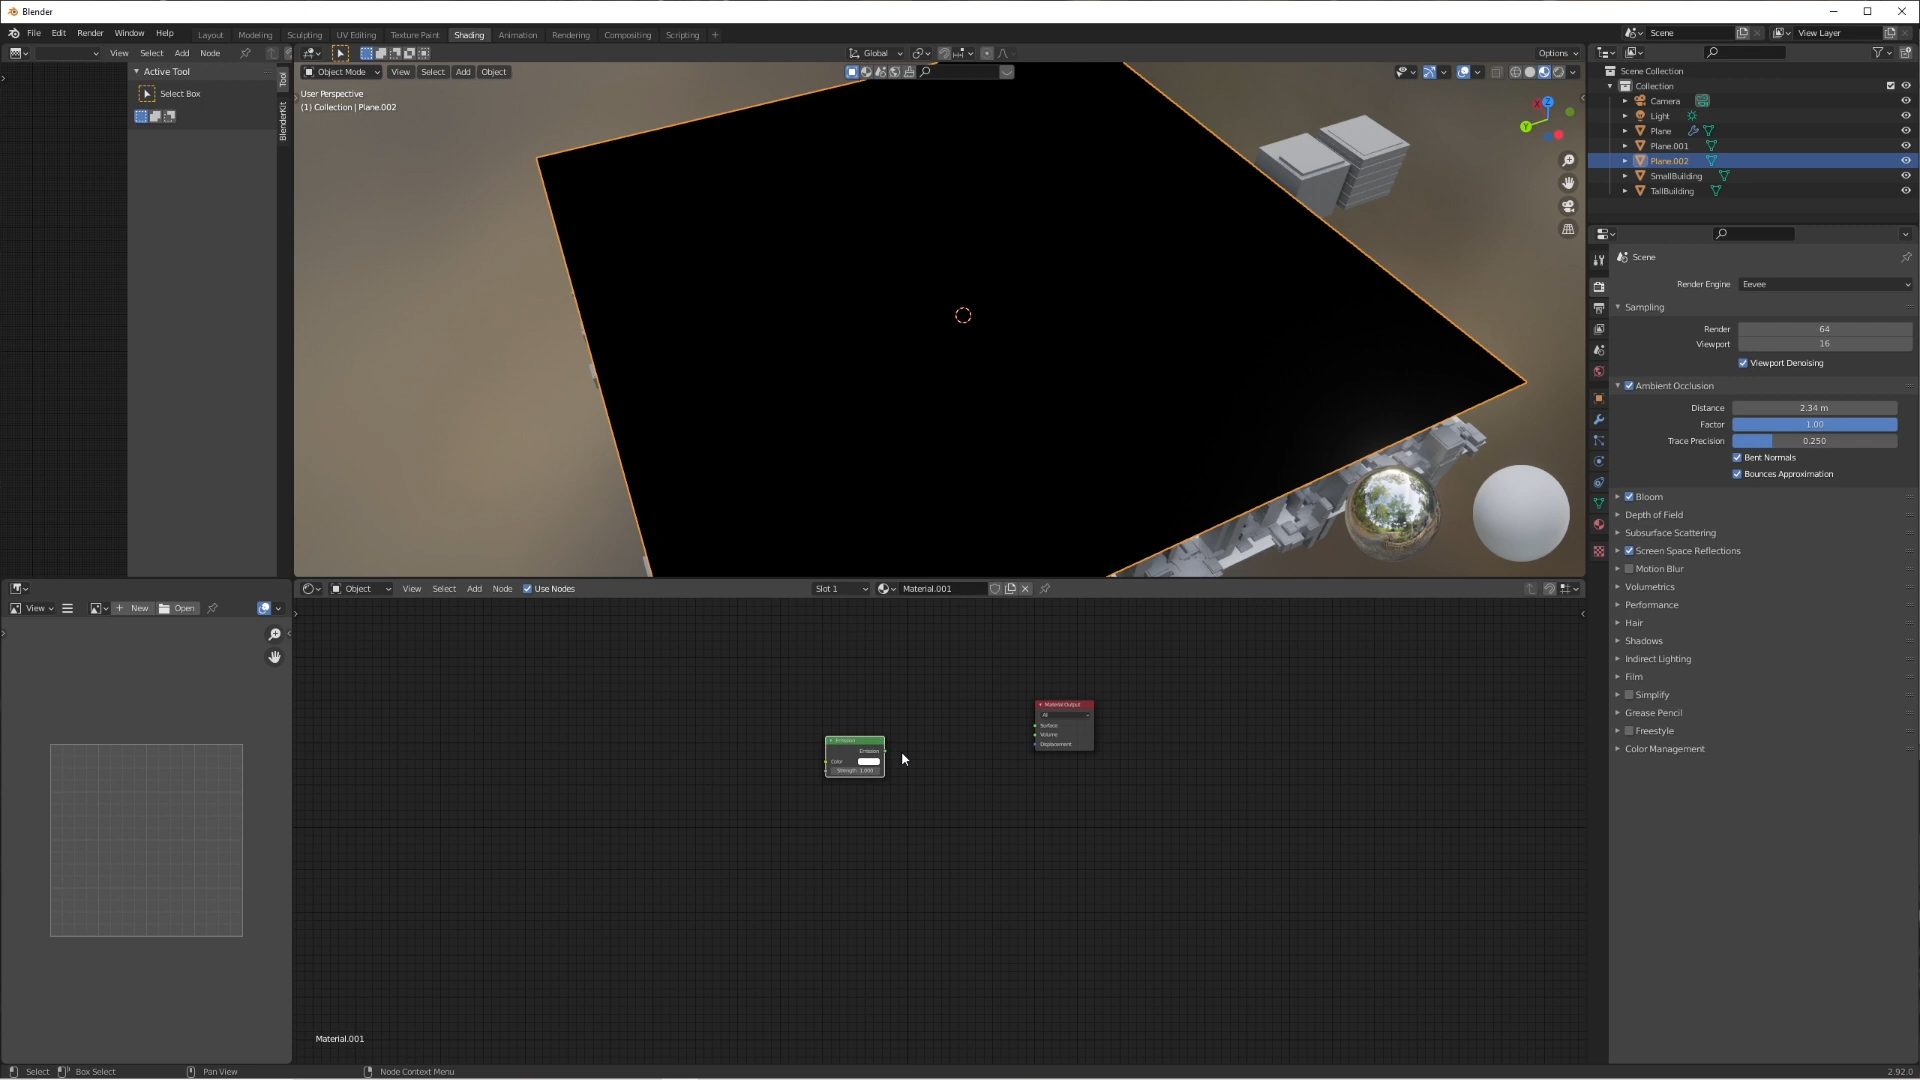 Blender
File Edit Render Window Help Layout Modeling Sculpting UV Editing Texture Paint Shading Animation Rendering Compositing Scripting + Scene View Layer
View Select Add Node Global Options
Active Tool
Select Box
Tool
BlenderKit
Object Mode View Select Add Object
User Perspective
(1) Collection | Plane.002
X
Y
Z
Scene Collection
Collection
Camera
Light
Plane
Plane.001
Plane.002
SmallBuilding
TallBuilding
Scene
Render Engine Eevee
Sampling
Render 64
Viewport 16
Viewport Denoising
Ambient Occlusion
Distance 2.34 m
Factor 1.00
Trace Precision 0.250
Bent Normals
Bounces Approximation
Bloom
Depth of Field
Subsurface Scattering
Screen Space Reflections
Motion Blur
Volumetrics
Performance
Hair
Shadows
Indirect Lighting
Film
Simplify
Grease Pencil
Freestyle
Color Management
View + New Open
Object View Select Add Node Use Nodes Slot 1 Material.001
Emission
Emission
Color
Strength 1.000
Material Output
All
Surface
Volume
Displacement
Material.001
Select Box Select Pan View Node Context Menu 2.92.0